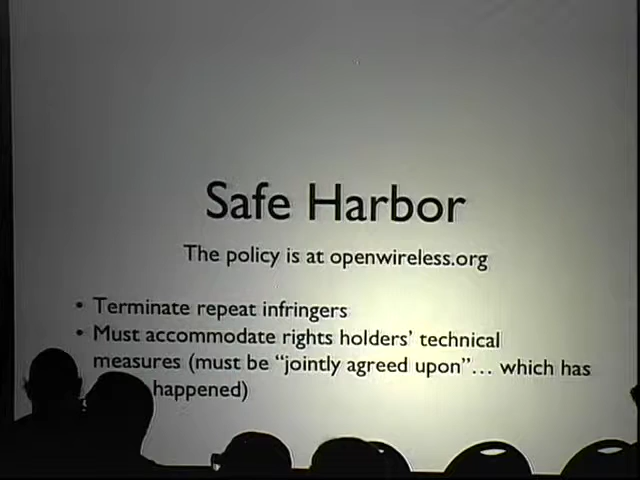 Safe Harbor
The policy is at openwireless.org
• Terminate repeat infringers
• Must accommodate rights holders' technical
measures (must be "jointly agreed upon"... which has
happened)